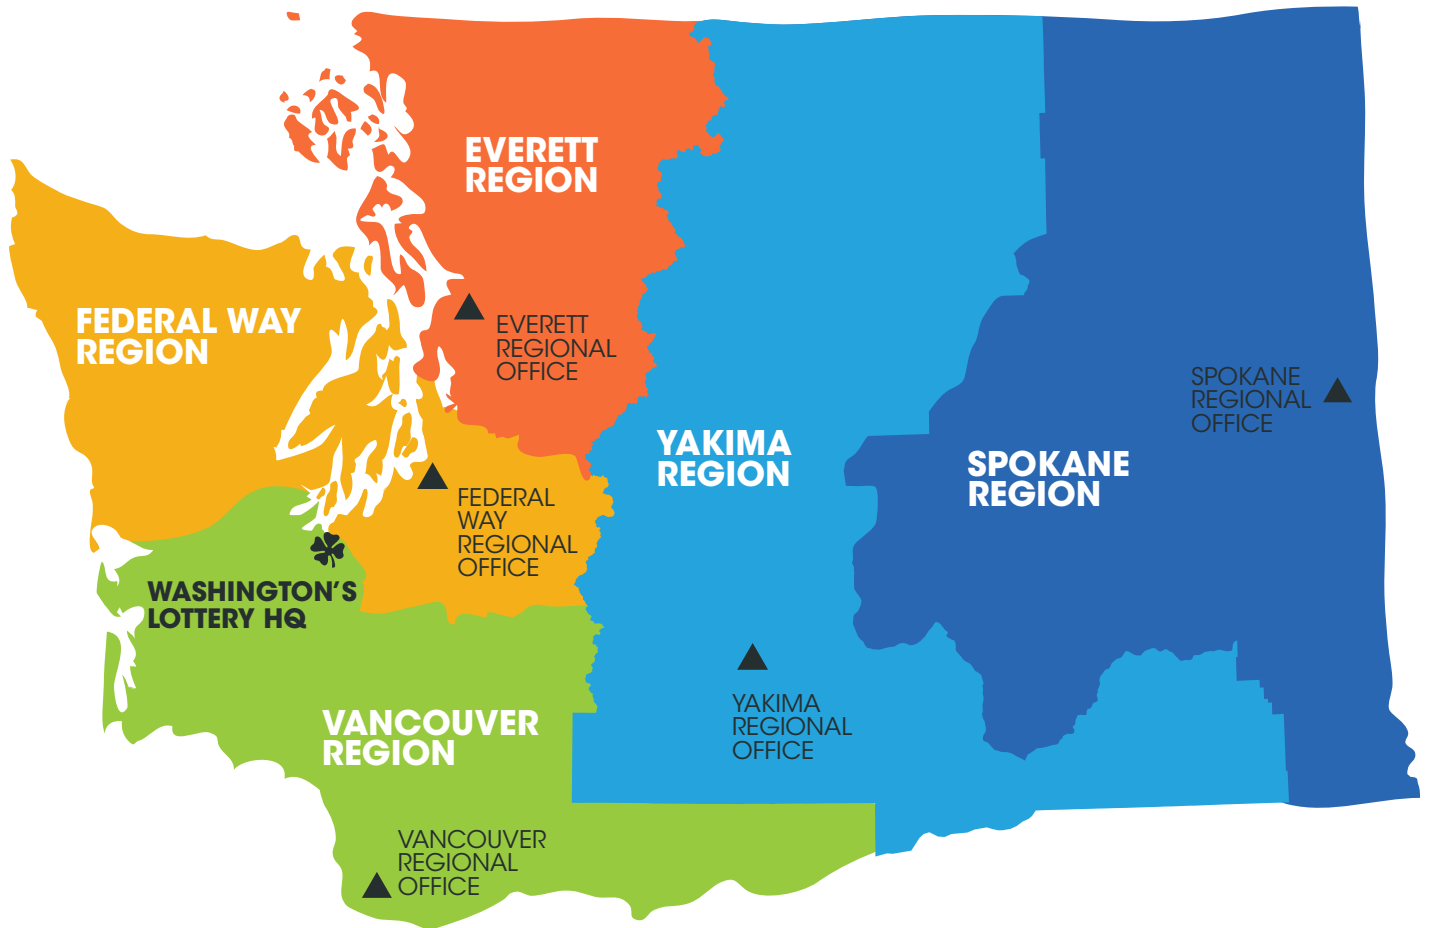 EVERETT
REGION
FEDERAL WAY
REGION
EVERETT
REGIONAL
OFFICE
SPOKANE
REGIONAL
OFFICE
YAKIMA
REGION
SPOKANE
REGION
FEDERAL
WAY
REGIONAL
OFFICE
WASHINGTON'S
LOTTERY HQ
VANCOUVER
REGION
YAKIMA
REGIONAL
OFFICE
VANCOUVER
REGIONAL
OFFICE